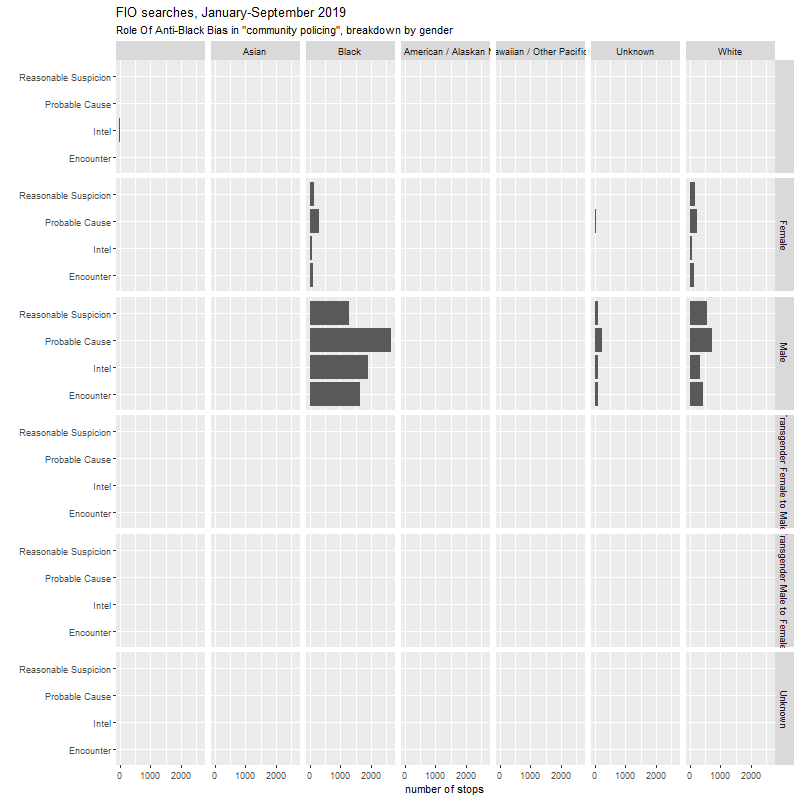 FIO searches, January-September 2019
Role Of Anti-Black Bias in "community policing", breakdown by gender
Asian Black American / Alaskan Other Pacific Unknown White
Reasonable Suspicion
Probable Cause
Intel
Encounter
Reasonable Suspicion
Probable Cause
Intel
Encounter
Female
Reasonable Suspicion
Probable Cause
Intel
Encounter
Male
Reasonable Suspicion
Probable Cause
Intel
Encounter
Female to Male
Reasonable Suspicion
Probable Cause
Intel
Encounter
Male to Female
Reasonable Suspicion
Probable Cause
Intel
Encounter
Unknown
0 1000 2000 0 1000 2000 0 1000 2000 0 1000 2000 0 1000 2000 0 1000 2000 0 1000 2000
number of stops